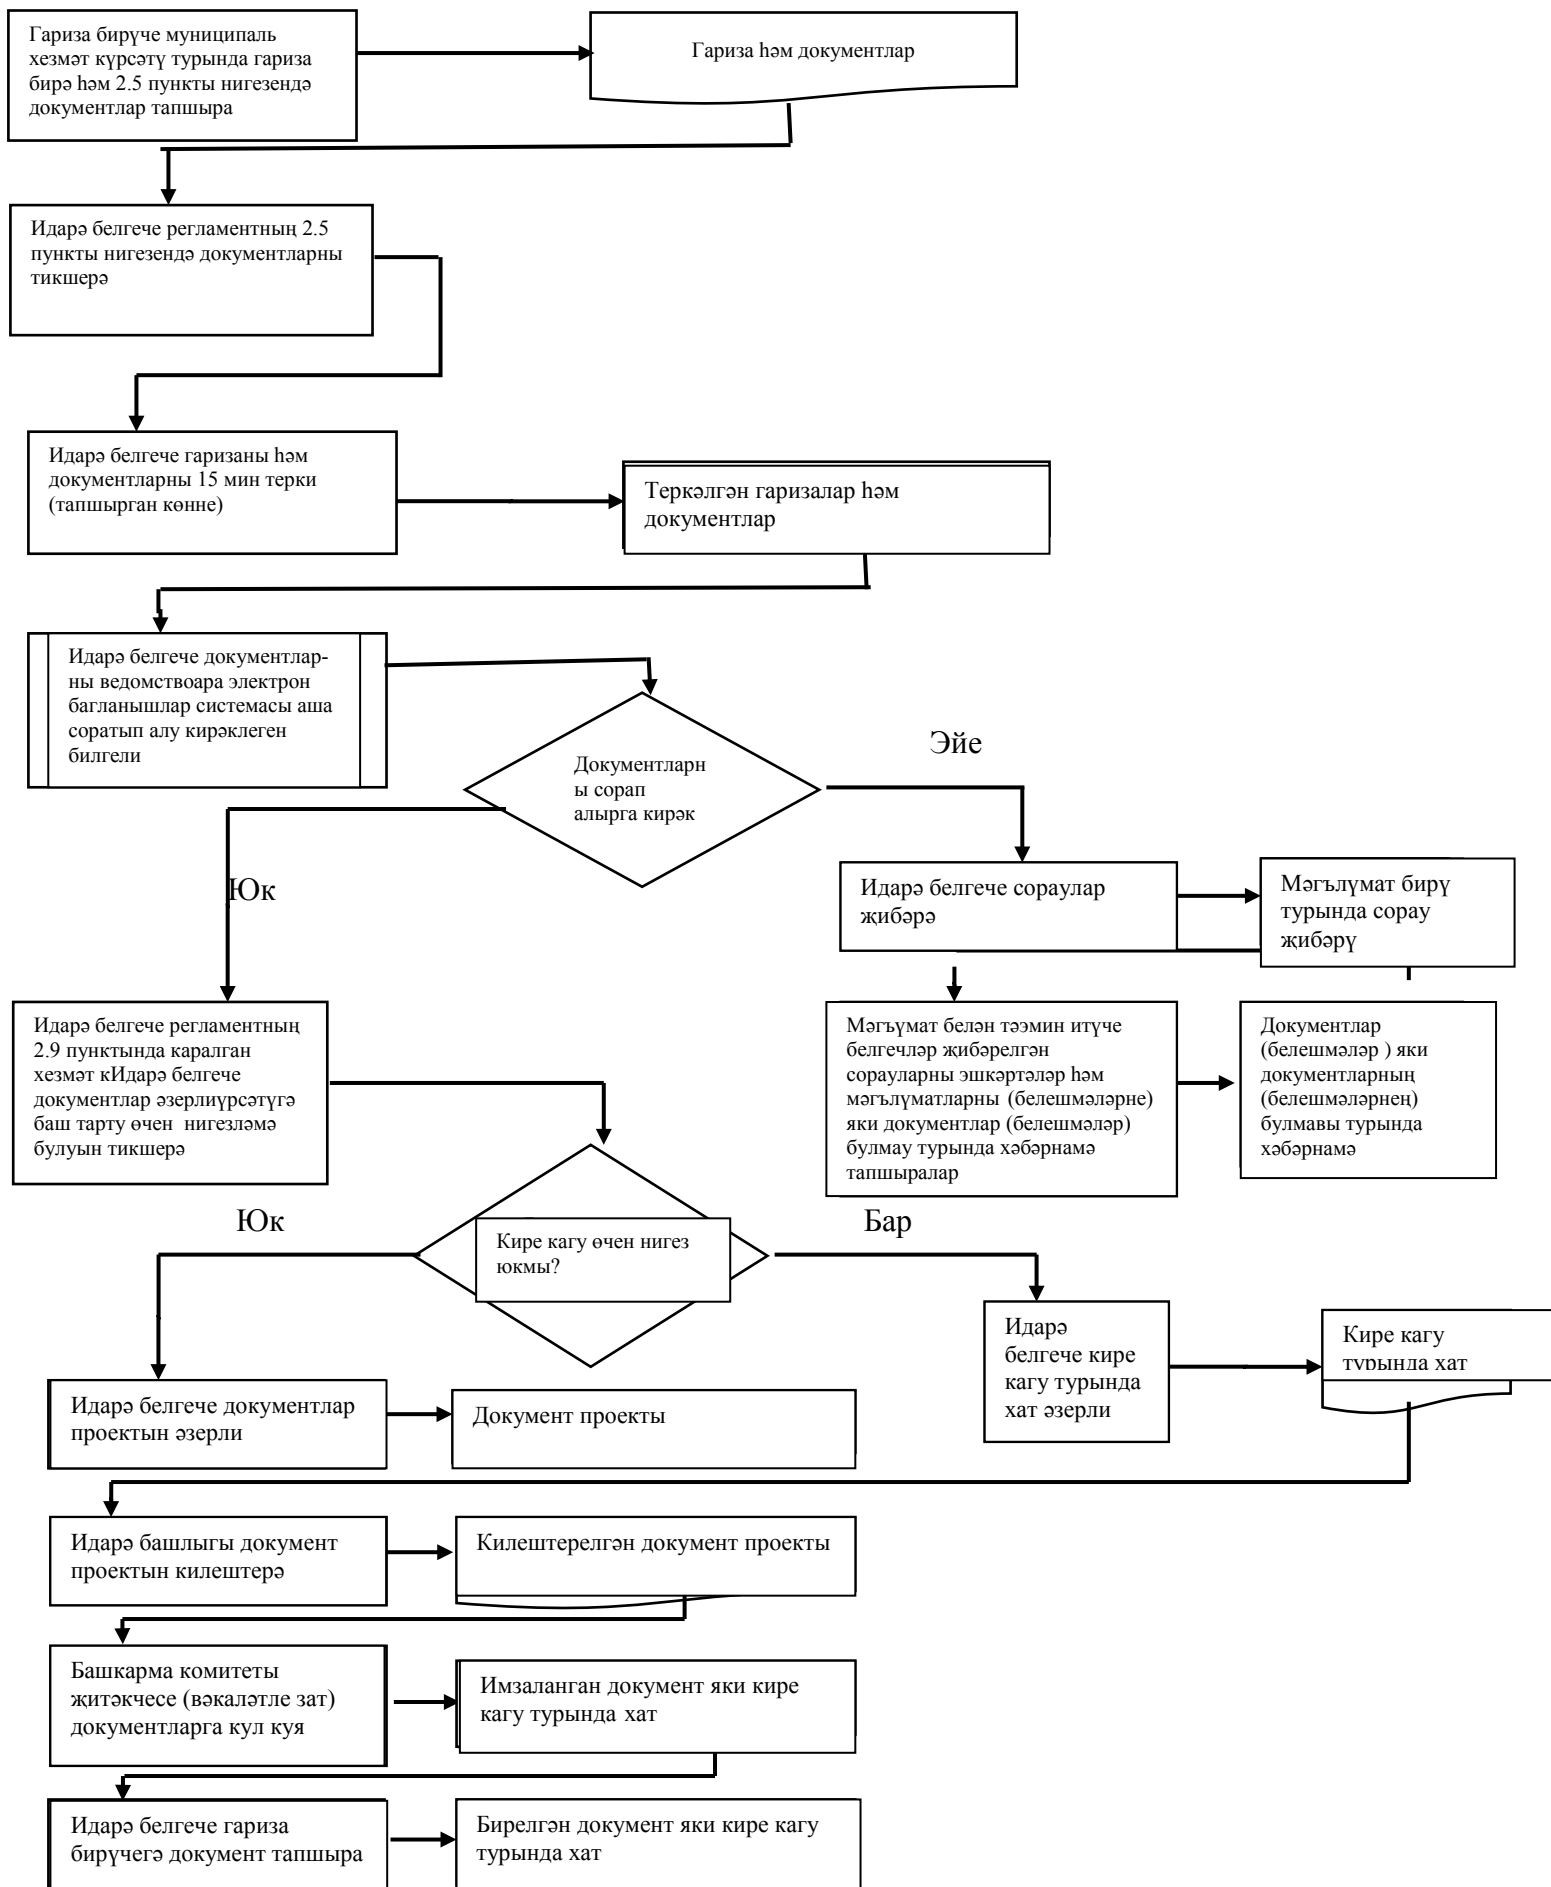 Гариза бирүче муниципаль
хезмәт күрсәтү турында гариза
бирә һәм 2.5 пункты нигезендә
документлар тапшыра
Гариза һәм документлар
Идарә белгече регламентның 2.5
пункты нигезендә документларны
тикшерә
Идарә белгече гаризаны һәм
документларны 15 мин терки
(тапшырган көнне)
Теркәлгән гаризалар һәм
документлар
Идарә белгече документлар-
ны ведомствоара электрон
багланышлар системасы аша
соратып алу кирәклеген
билгели
Документларн
ы сорап
алырга кирәк
Эйе
Юк
Идарә белгече сораулар
җибәрә
Мәгълүмат бирү
турында сорау
җибәрү
Идарә белгече регламентның
2.9 пунктында каралган
хезмәт кИдарә белгече
документлар әзерлиүрсәтүгә
баш тарту өчен  нигезләмә
булуын тикшерә
Мәгъүмат белән тәэмин итүче
белгечләр җибәрелгән
сорауларны эшкәртәләр һәм
мәгълүматларны (белешмәләрне)
яки документлар (белешмәләр)
булмау турында хәбәрнамә
тапшыралар
Документлар
(белешмәләр ) яки
документларның
(белешмәләрнең)
булмавы турында
хәбәрнамә
Юк
Бар
Кире кагу өчен нигез
юкмы?
Идарә
белгече кире
кагу турында
хат әзерли
Кире кагу
турында хат
Идарә белгече документлар
проектын әзерли
Документ проекты
Идарә башлыгы документ
проектын килештерә
Килештерелгән документ проекты
Башкарма комитеты
җитәкчесе (вәкаләтле зат)
документларга кул куя
Имзаланган документ яки кире
кагу турында хат
Идарә белгече гариза
бирүчегә документ тапшыра
Бирелгән документ яки кире кагу
турында хат